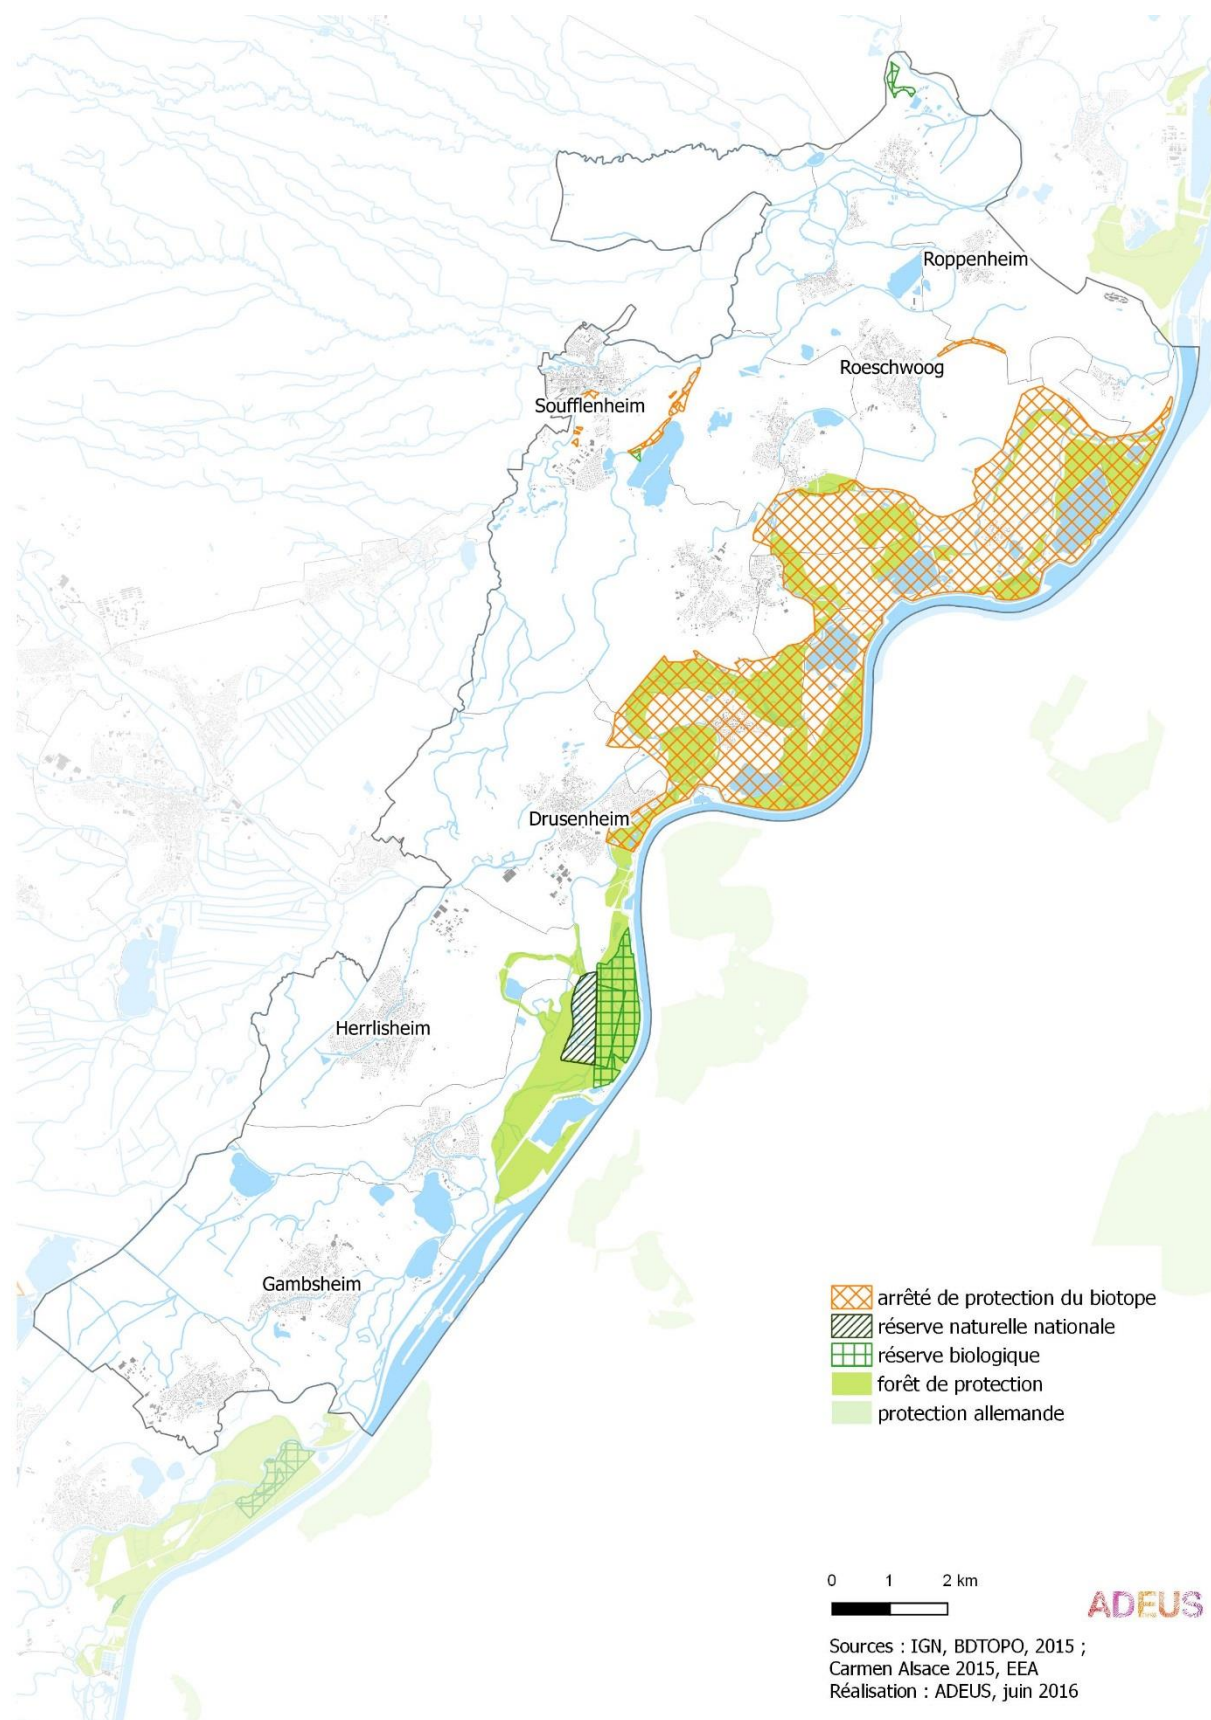 Roppenheim
Roeschwoog
Soufflenheim
Drusenheim
Herrlisheim
Gambsheim
arrêté de protection du biotope
réserve naturelle nationale
réserve biologique
forêt de protection
protection allemande
0 1 2 km
ADEUS
Sources : IGN, BDTOPO, 2015 ;
Carmen Alsace 2015, EEA
Réalisation : ADEUS, juin 2016